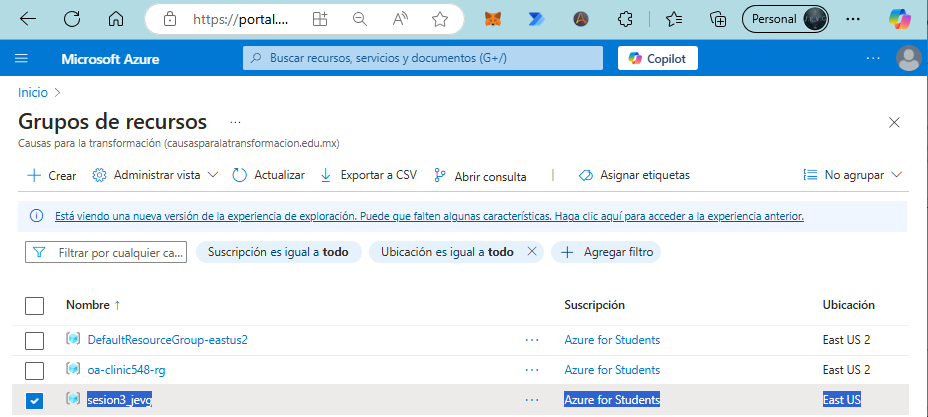 https://portal....
Personal
J.E.V.G
Microsoft Azure
Buscar recursos, servicios y documentos (G+/)
Copilot
Inicio >
Grupos de recursos ...
Causas para la transformación (causasparalatransformacion.edu.mx)
Crear Administrar vista Actualizar Exportar a CSV Abrir consulta Asignar etiquetas No agrupar
Está viendo una nueva versión de la experiencia de exploración. Puede que falten algunas características. Haga clic aquí para acceder a la experiencia anterior.
Filtrar por cualquier ca... Suscripción es igual a todo Ubicación es igual a todo Agregar filtro
Nombre ↑ Suscripción Ubicación
DefaultResourceGroup-eastus2 ... Azure for Students East US 2
oa-clinic548-rg ... Azure for Students East US 2
sesion3_jevg ... Azure for Students East US